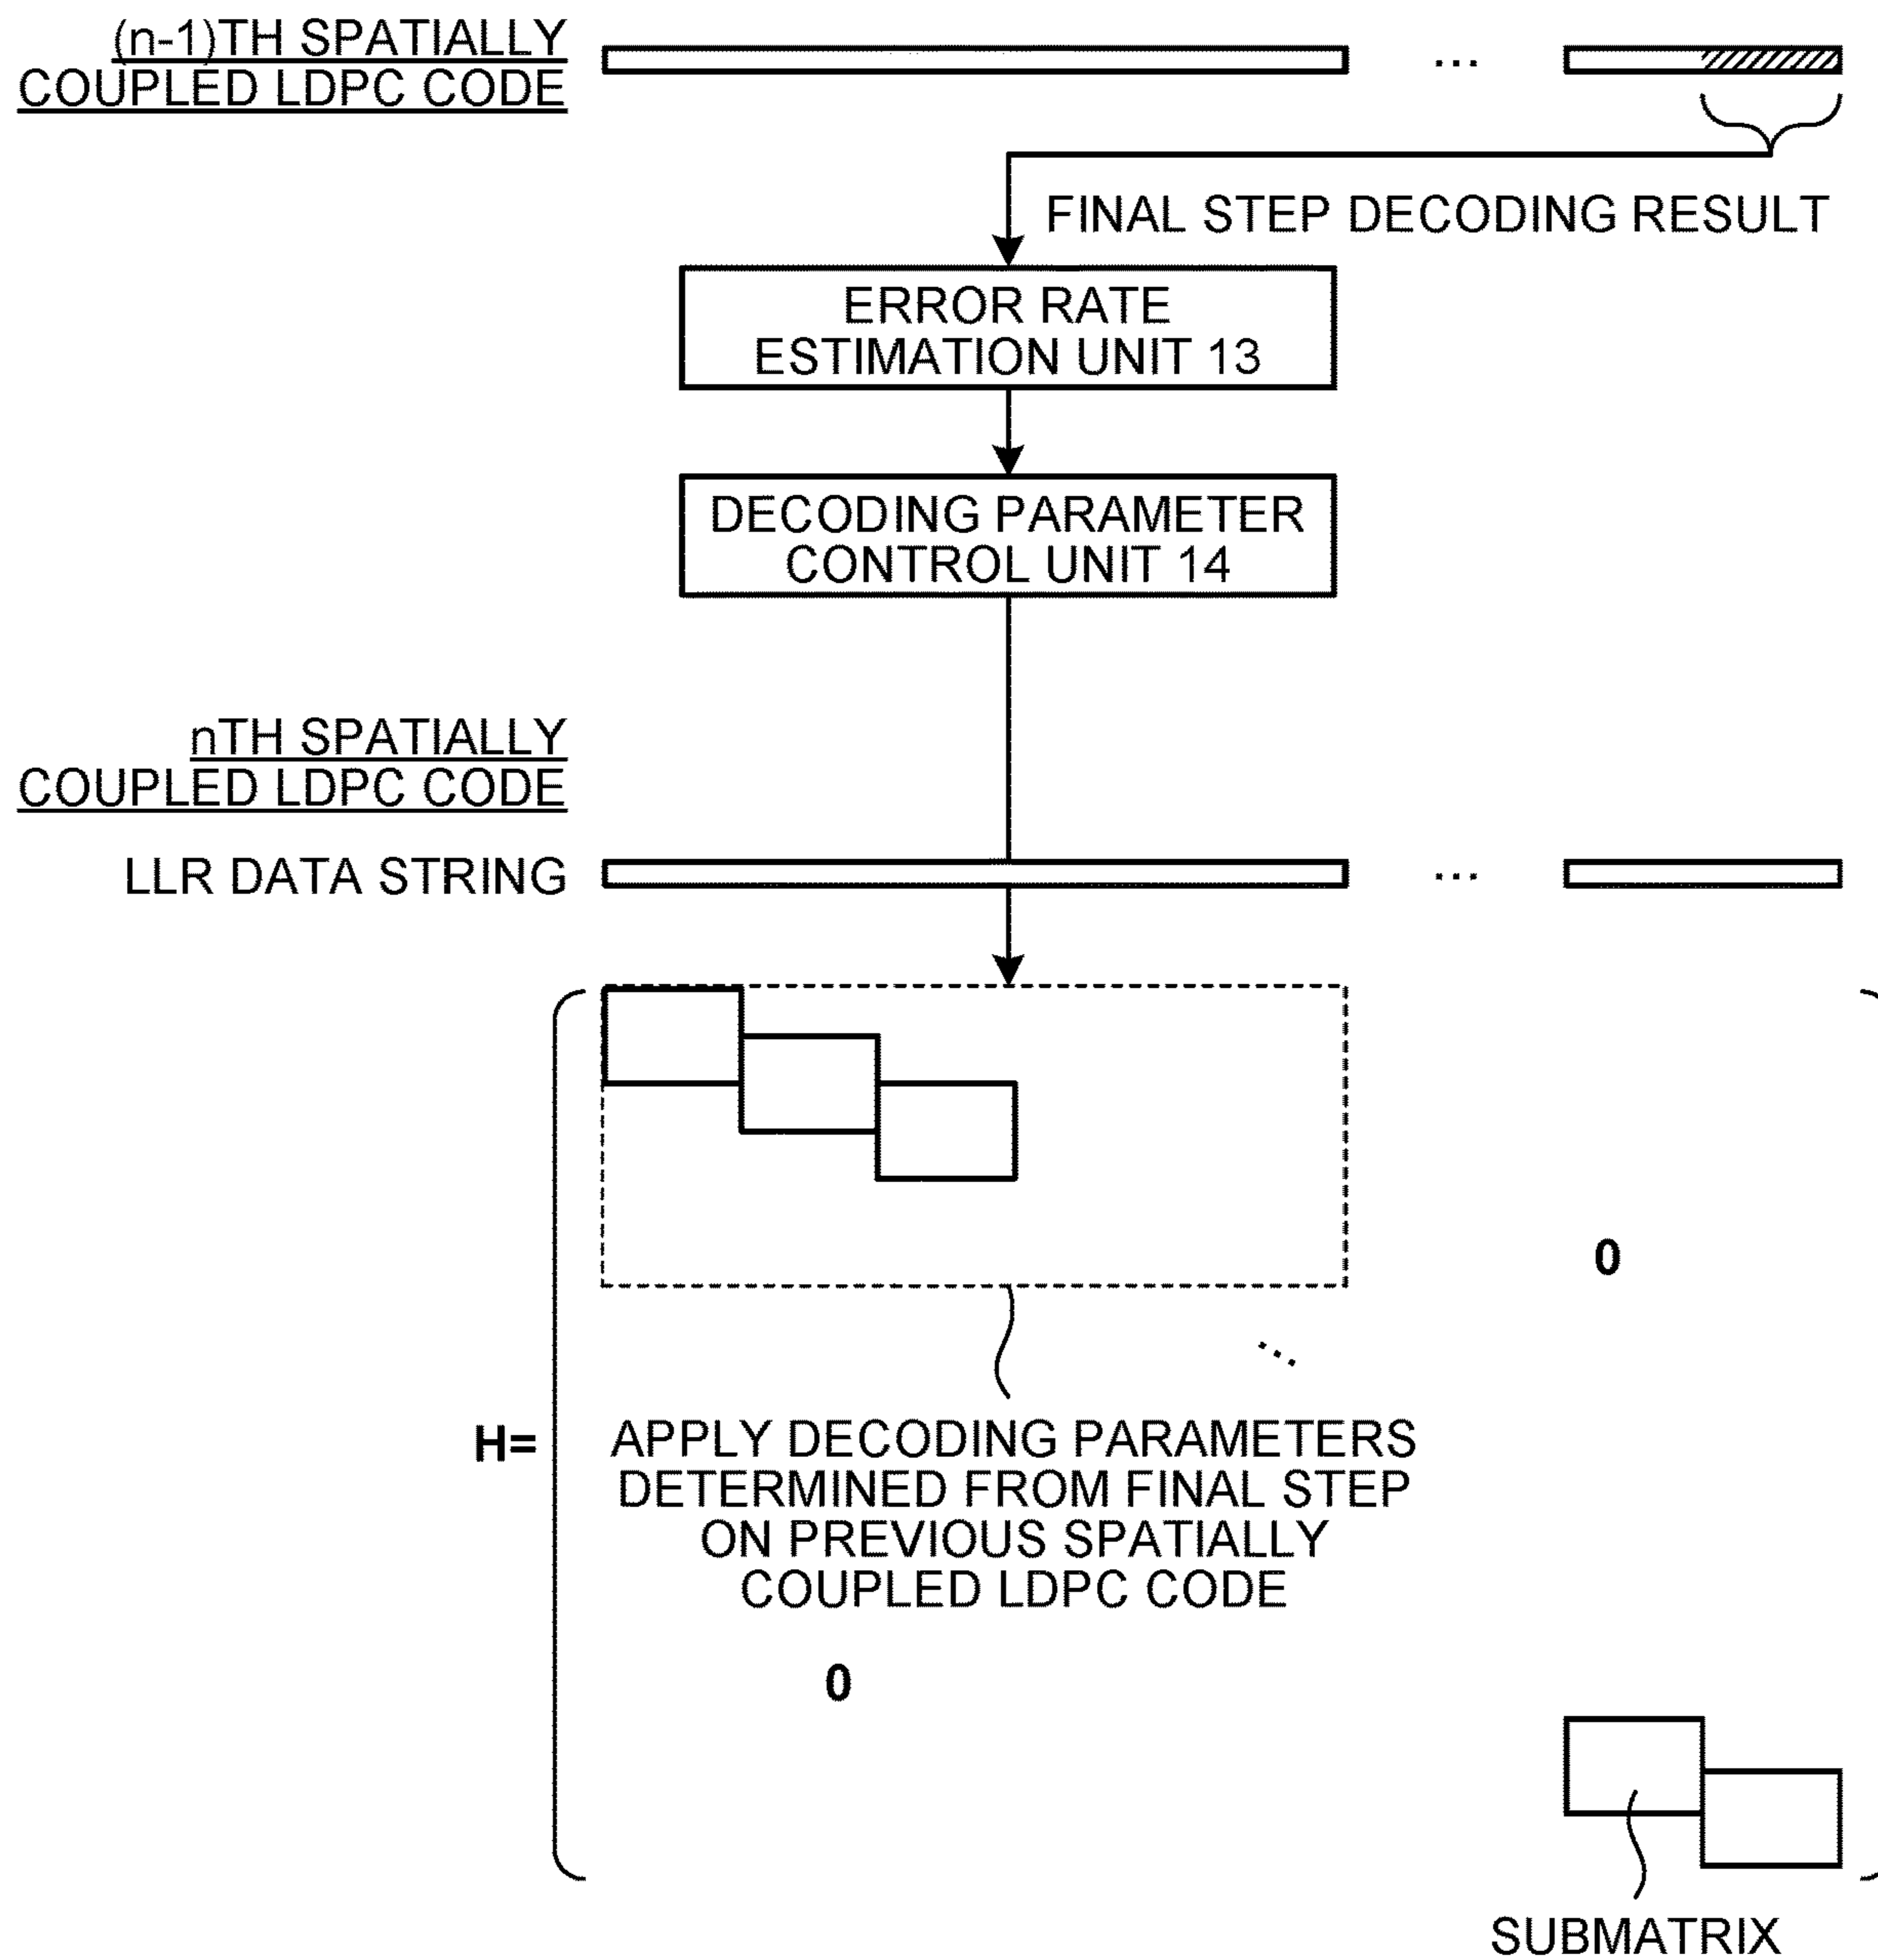 (n-1)TH SPATIALLY
COUPLED LDPC CODE
...
FINAL STEP DECODING RESULT
ERROR RATE
ESTIMATION UNIT 13
DECODING PARAMETER
CONTROL UNIT 14
nTH SPATIALLY
COUPLED LDPC CODE
LLR DATA STRING
...
0
...
H=
APPLY DECODING PARAMETERS
DETERMINED FROM FINAL STEP
ON PREVIOUS SPATIALLY
COUPLED LDPC CODE
0
SUBMATRIX